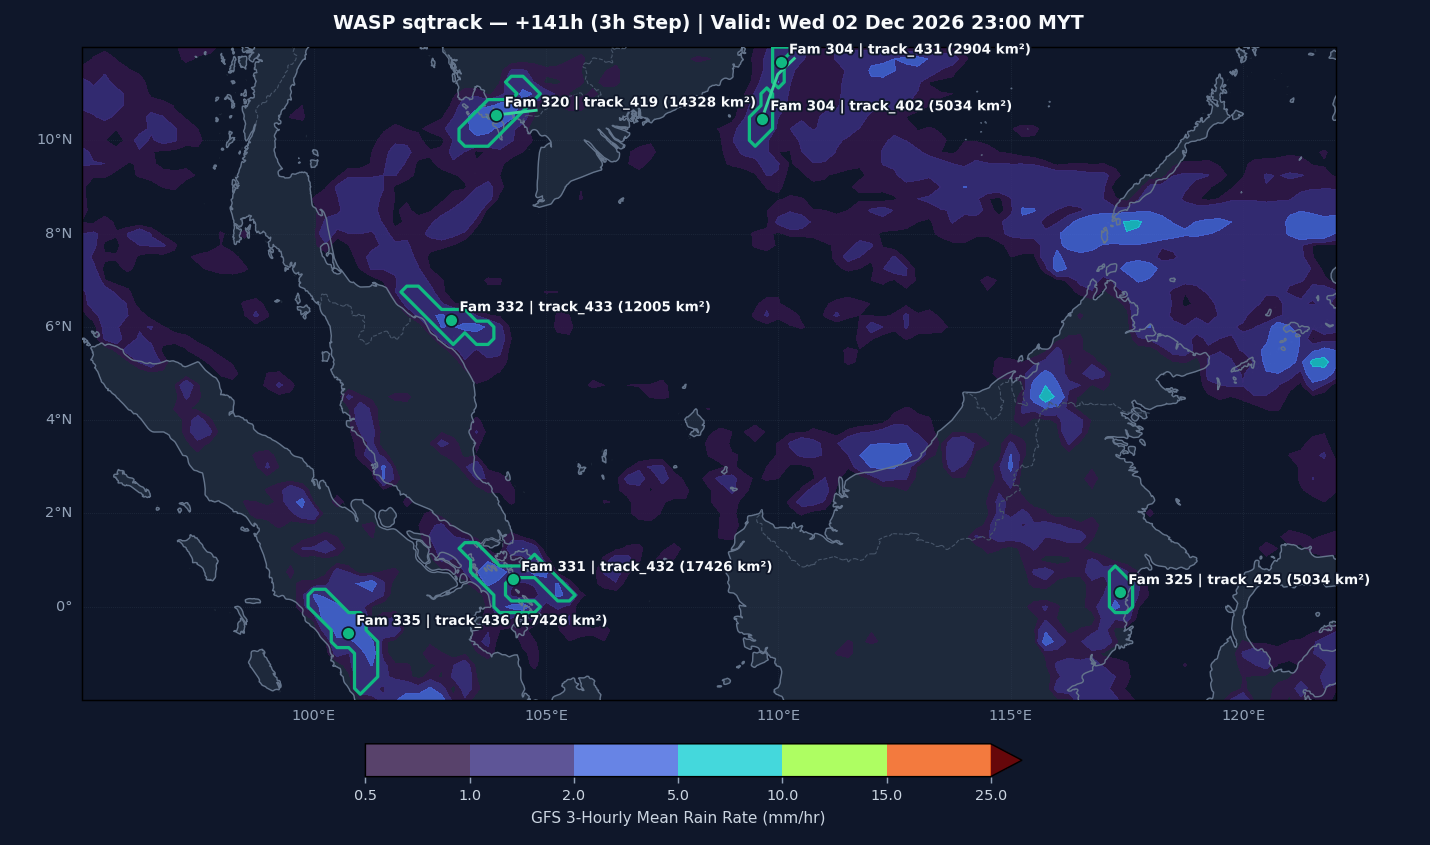 WASP sqtrack — +141h (3h Step) | Valid: Wed 02 Dec 2026 23:00 MYT
Fam 304 | track_431 (2904 km²)
Fam 320 | track_419 (14328 km²)
Fam 304 | track_402 (5034 km²)
10°N
8°N
Fam 332 | track_433 (12005 km²)
6°N
4°N
2°N
Fam 331 | track_432 (17426 km²)
Fam 325 | track_425 (5034 km²)
0°
Fam 335 | track_436 (17426 km²)
100°E 105°E 110°E 115°E 120°E
0.5 1.0 2.0 5.0 10.0 15.0 25.0
GFS 3-Hourly Mean Rain Rate (mm/hr)